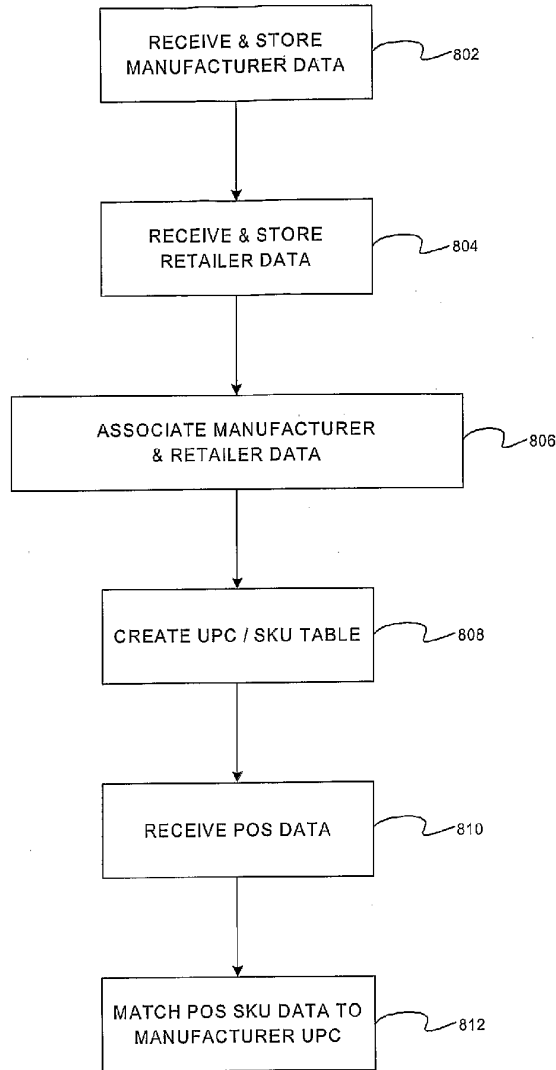 RECEIVE & STORE
MANUFACTURER DATA
802
RECEIVE & STORE
RETAILER DATA
804
ASSOCIATE MANUFACTURER
& RETAILER DATA
806
CREATE UPC / SKU TABLE
808
RECEIVE POS DATA
810
MATCH POS SKU DATA TO
MANUFACTURER UPC
812